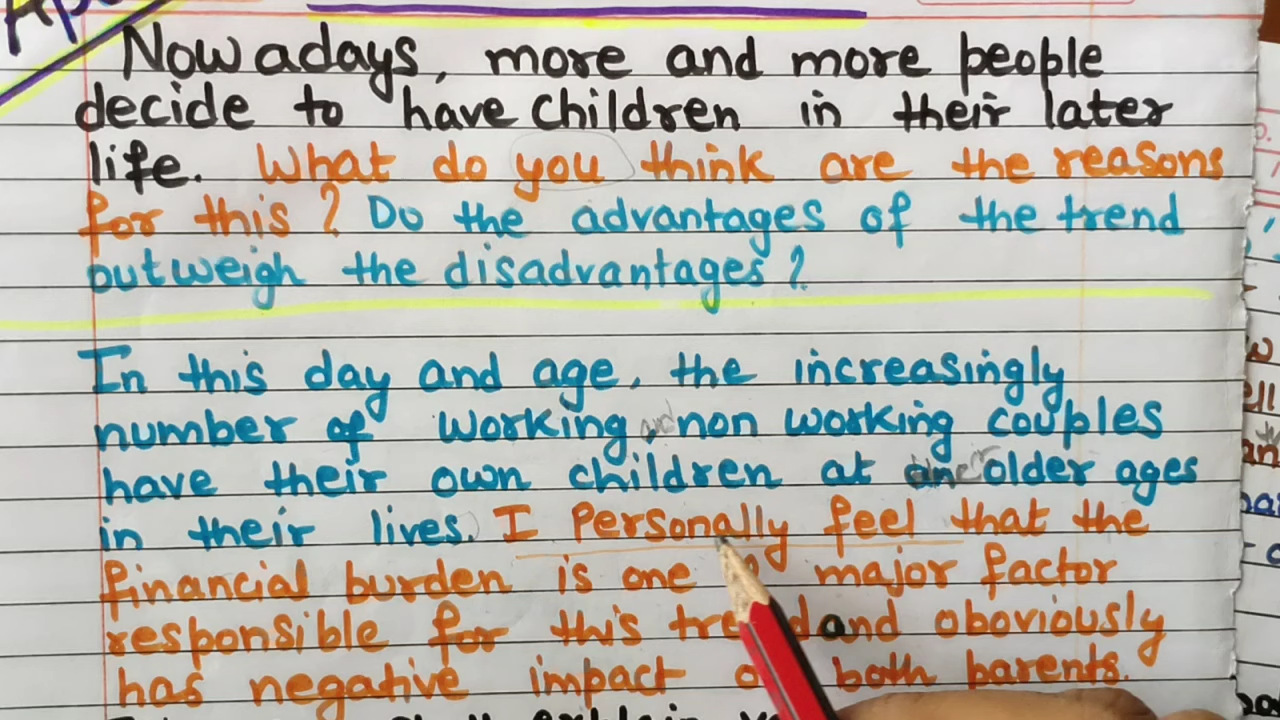 Nowadays, more and more people
decide to have children in their later
life. What do you think are the reasons
for this? Do the advantages of the trend
outweigh the disadvantages?
In this day and age, the increasingly
number of working, and non working couples
have their own children at older ages
in their lives. I Personally feel that the
financial burden is one major factor
responsible for this trend and oboviously
has negative impact both parents.